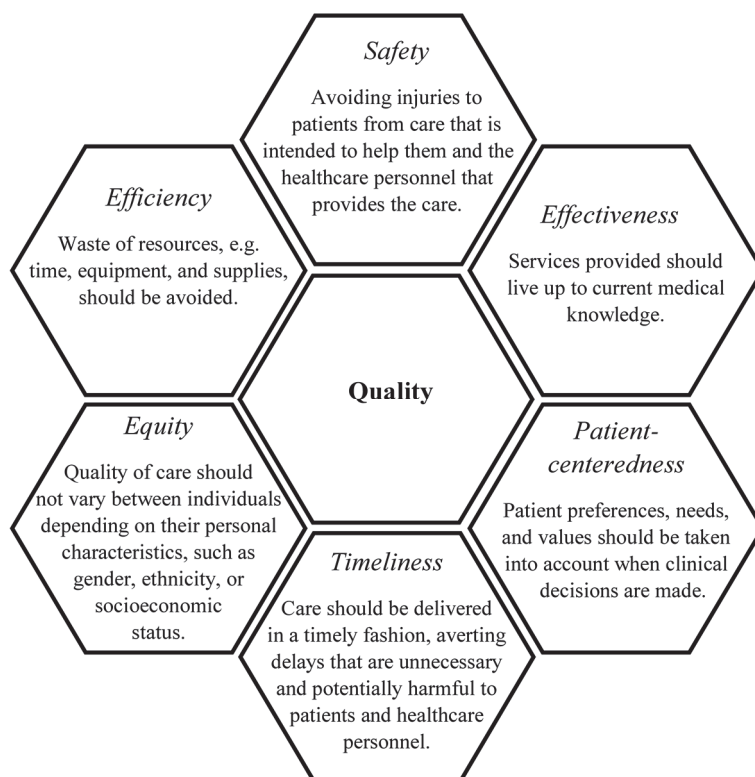 Safety
Avoiding injuries to
patients from care that is
intended to help them and the
healthcare personnel that
provides the care.
Efficiency
Waste of resources, e.g.
time, equipment, and supplies,
should be avoided.
Effectiveness
Services provided should
live up to current medical
knowledge.
Quality
Equity
Quality of care should
not vary between individuals
depending on their personal
characteristics, such as
gender, ethnicity, or
socioeconomic
status.
Patient-
centeredness
Patient preferences, needs,
and values should be taken
into account when clinical
decisions are made.
Timeliness
Care should be delivered
in a timely fashion, averting
delays that are unnecessary
and potentially harmful to
patients and healthcare
personnel.